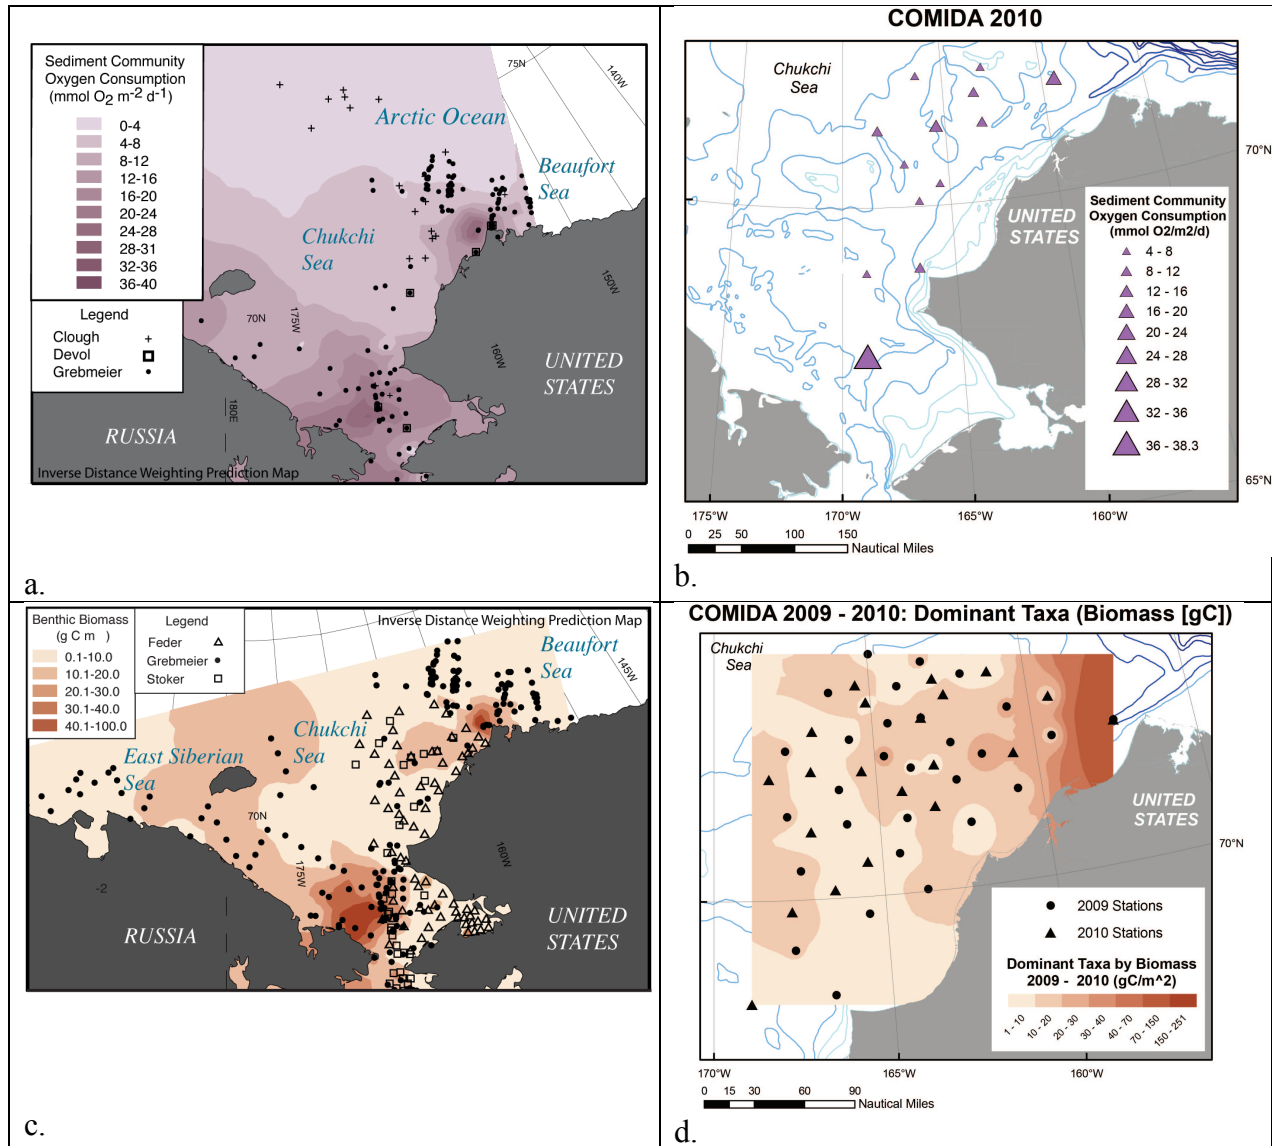 Sediment Community
Oxygen Consumption
(mmol O2 m-2 d-1)
0-4
4-8
8-12
12-16
16-20
20-24
24-28
28-31
32-36
36-40
Legend
Clough
Devol
Grebmeier
75N
140W
Arctic Ocean
Beaufort
Sea
Chukchi
Sea
150W
70N
175W
160W
UNITED
STATES
180E
RUSSIA
Inverse Distance Weighting Prediction Map
a.
COMIDA 2010
Chukchi
Sea
70°N
UNITED
STATES
Sediment Community
Oxygen Consumption
(mmol O2/m2/d)
4 - 8
8 - 12
12 - 16
16 - 20
20 - 24
24 - 28
28 - 32
32 - 36
36 - 38.3
65°N
175°W
170°W
165°W
160°W
0 25 50 100 150
Nautical Miles
b.
Benthic Biomass
(g C m )
0.1-10.0
10.1-20.0
20.1-30.0
30.1-40.0
40.1-100.0
Legend
Feder
Grebmeier
Stoker
Inverse Distance Weighting Prediction Map
Beaufort
Sea
145W
Chukchi
Sea
East Siberian
Sea
70N
175W
160W
-2
RUSSIA
UNITED
STATES
c.
COMIDA 2009 - 2010: Dominant Taxa (Biomass [gC])
Chukchi
Sea
UNITED
STATES
70°N
2009 Stations
2010 Stations
Dominant Taxa by Biomass
2009 - 2010 (gC/m^2)
1 - 10
10 - 20
20 - 30
30 - 40
40 - 70
70 - 150
150 - 251
170°W
165°W
160°W
0 15 30 60 90
Nautical Miles
d.